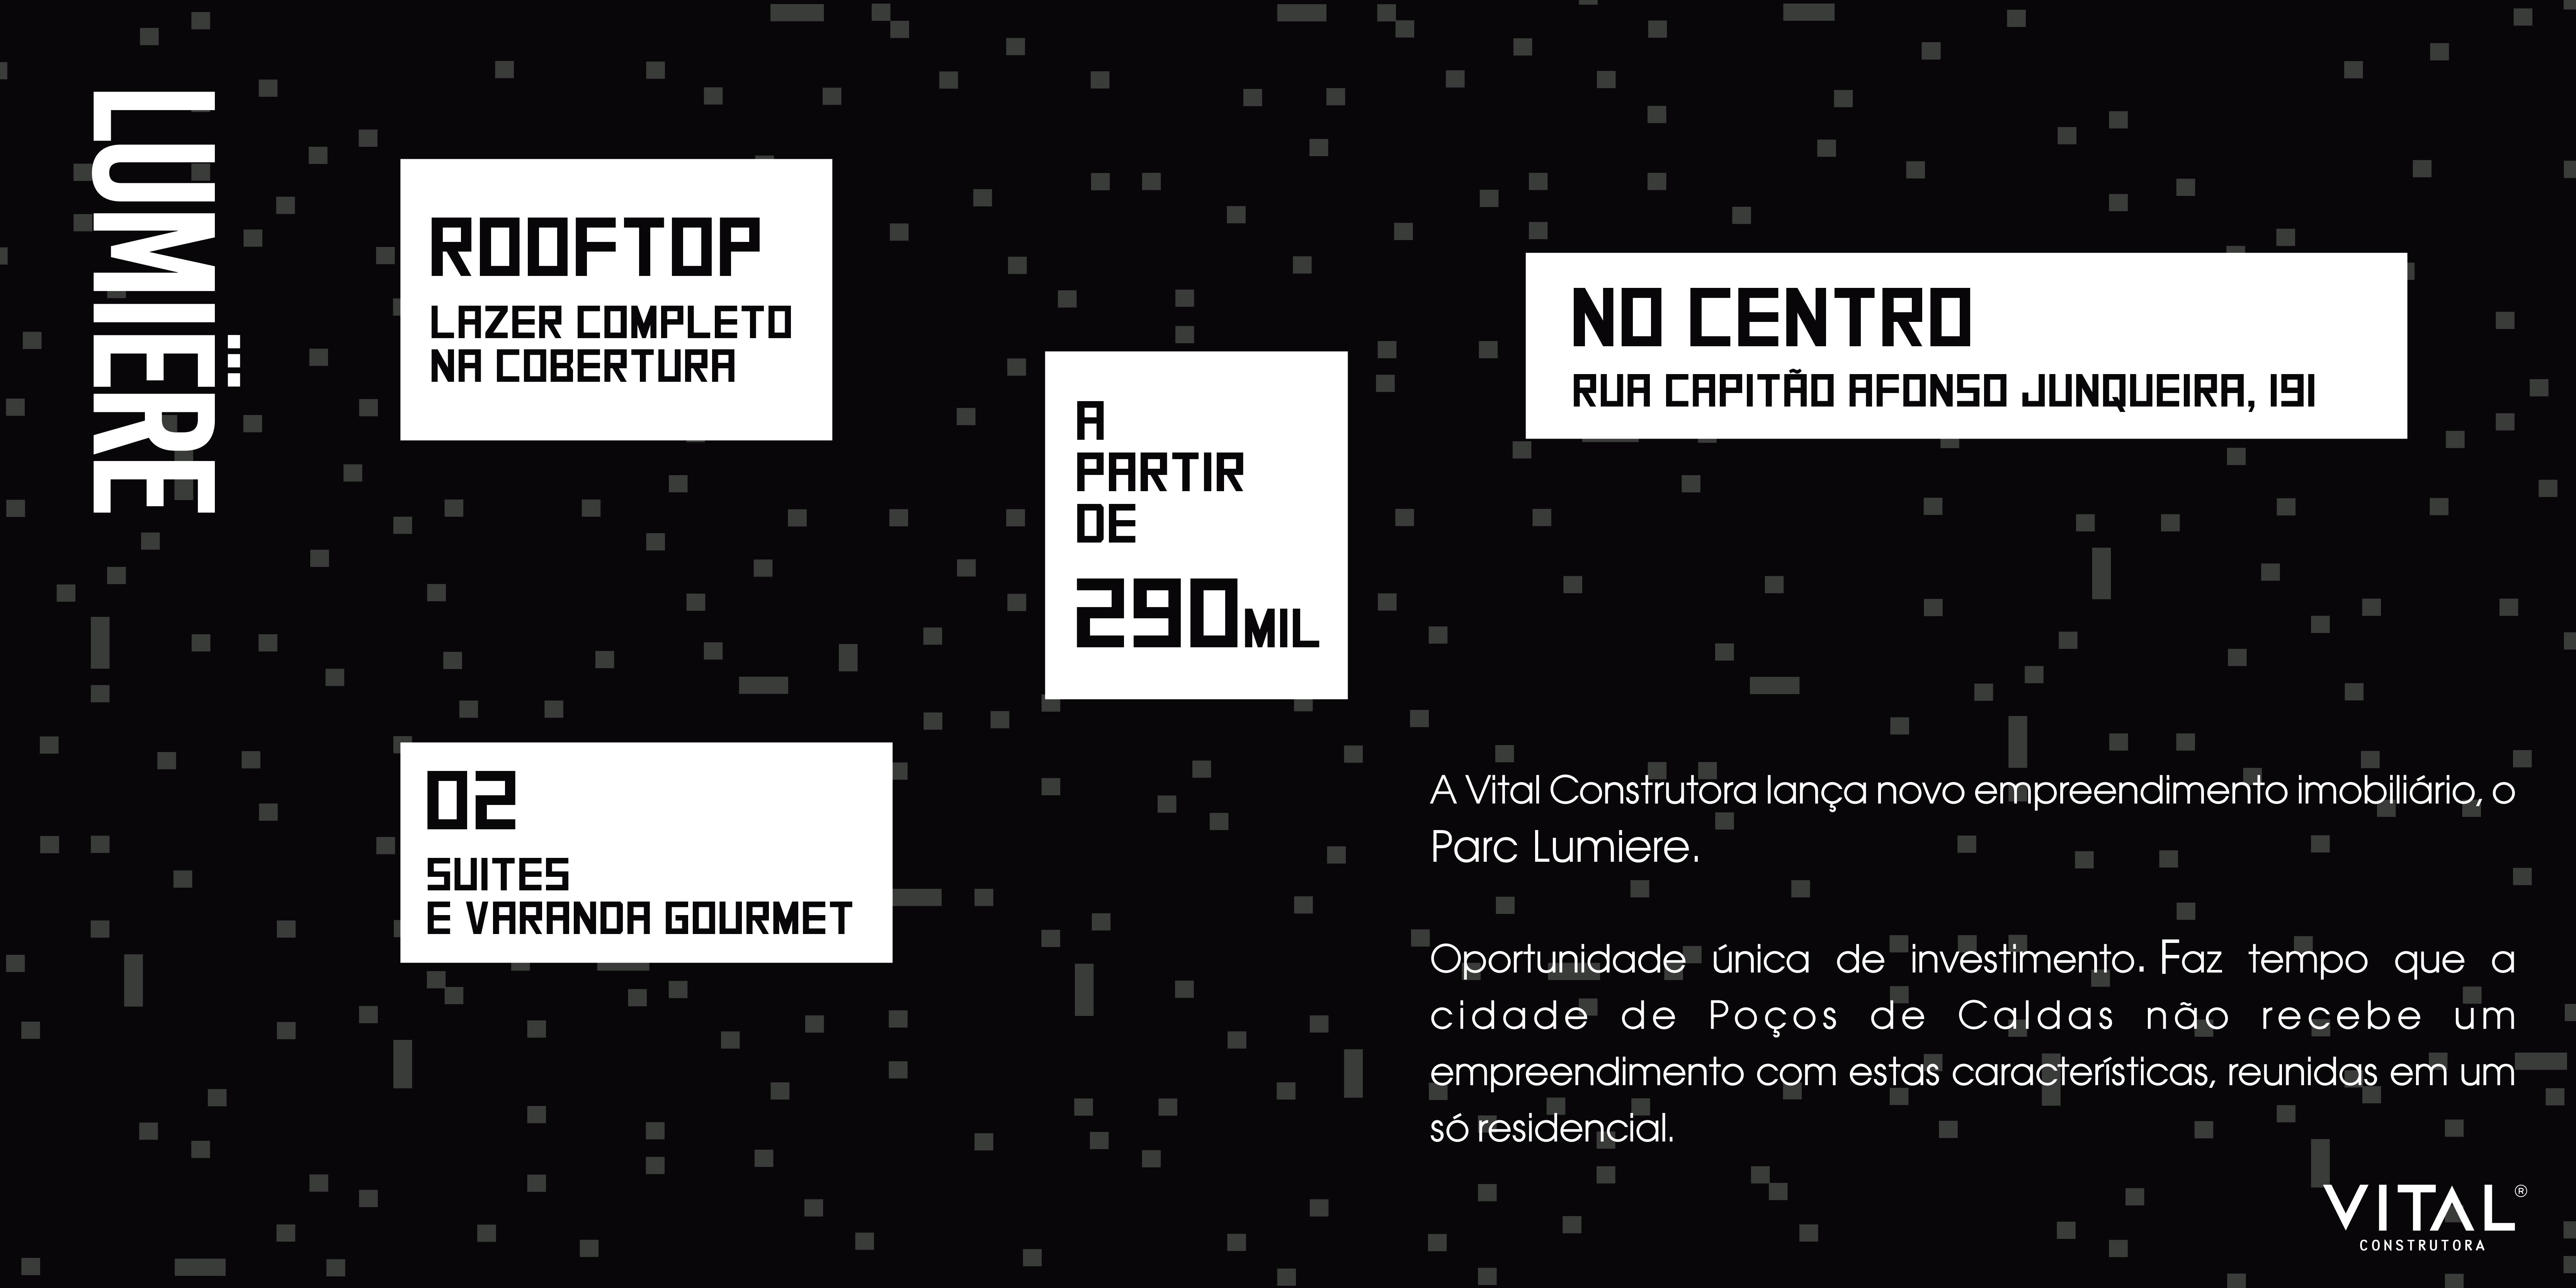 LUMIËRE
ROOFTOP
LAZER COMPLETO
NA COBERTURA
02
SUITES
E VARANDA GOURMET
A
PARTIR
DE
290MIL
NO CENTRO
RUA CAPITÃO AFONSO JUNQUEIRA, 191
A Vital Construtora lança novo empreendimento imobiliário, o
Parc Lumiere.
Oportunidade única de investimento. Faz tempo que a
cidade de Poços de Caldas não recebe um
empreendimento com estas características, reunidas em um
só residencial.
VITAL®
CONSTRUTORA